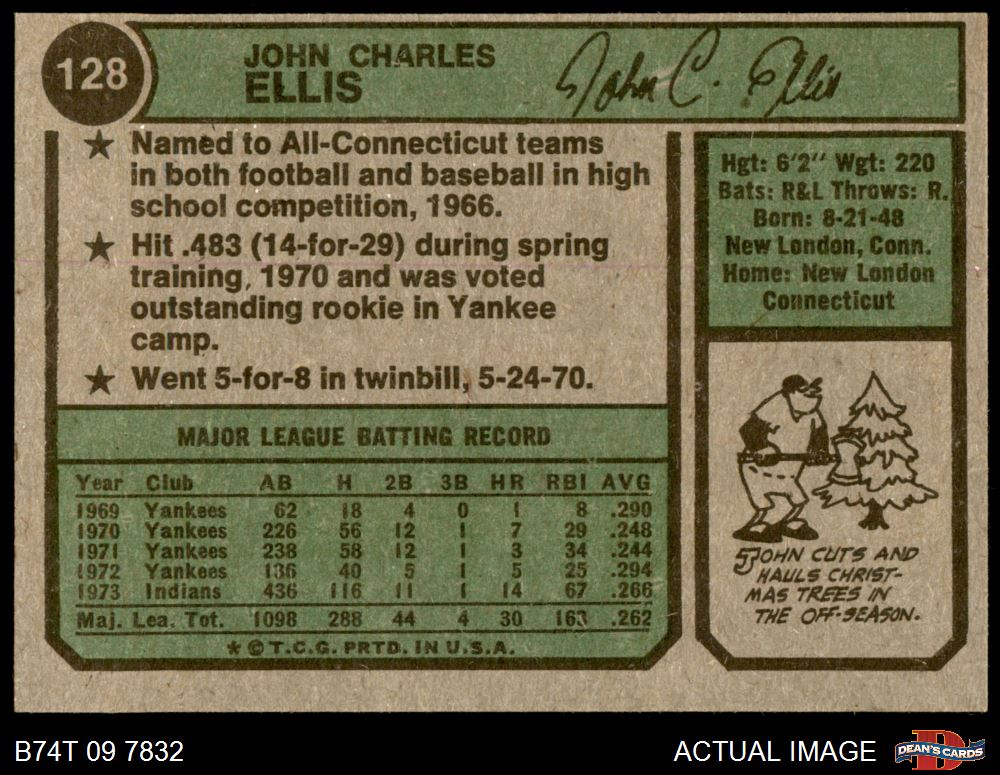 128
JOHN CHARLES
ELLIS
John C. Ellis
★ Named to All-Connecticut teams
in both football and baseball in high
school competition, 1966.
★ Hit .483 (14-for-29) during spring
training, 1970 and was voted
outstanding rookie in Yankee
camp.
★ Went 5-for-8 in twinbill, 5-24-70.
Hgt: 6'2" Wgt: 220
Bats: R&L Throws: R.
Born: 8-21-48
New London, Conn.
Home: New London
Connecticut
MAJOR LEAGUE BATTING RECORD
Year Club AB H 2B 3B HR RBI AVG
1969 Yankees 62 18 4 0 1 8 .290
1970 Yankees 226 56 12 1 7 29 .248
1971 Yankees 238 58 12 1 3 34 .244
1972 Yankees 136 40 5 1 5 25 .294
1973 Indians 436 116 11 1 14 67 .266
Maj. Lea. Tot. 1098 288 44 4 30 163 .262
★ © T.C.G. PRTD. IN U.S.A.
JOHN CUTS AND
HAULS CHRIST-
MAS TREES IN
THE OFF-SEASON.
B74T 09 7832
ACTUAL IMAGE
DEAN'S CARDS